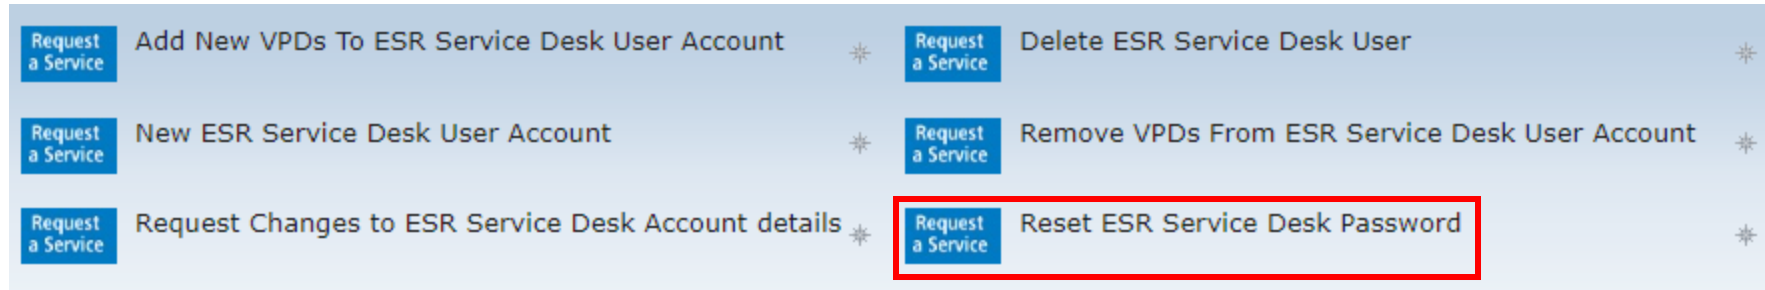 Request
a Service
Add New VPDs To ESR Service Desk User Account
Request
a Service
Delete ESR Service Desk User
Request
a Service
New ESR Service Desk User Account
Request
a Service
Remove VPDs From ESR Service Desk User Account
Request
a Service
Request Changes to ESR Service Desk Account details
Request
a Service
Reset ESR Service Desk Password